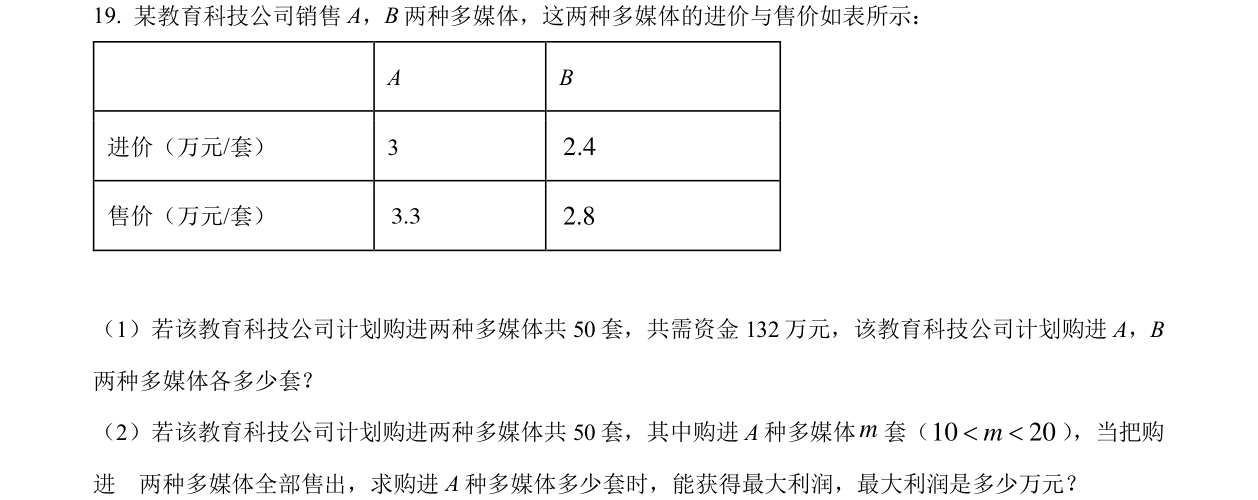 19. 某教育科技公司销售 A，B 两种多媒体，这两种多媒体的进价与售价如表所示：
A B
进价（万元/套） 3 2.4
售价（万元/套） 3.3 2.8
（1）若该教育科技公司计划购进两种多媒体共 50 套，共需资金 132 万元，该教育科技公司计划购进 A，B
两种多媒体各多少套？
（2）若该教育科技公司计划购进两种多媒体共 50 套，其中购进 A 种多媒体 m 套（10 < m < 20），当把购
进 两种多媒体全部售出，求购进 A 种多媒体多少套时，能获得最大利润，最大利润是多少万元？